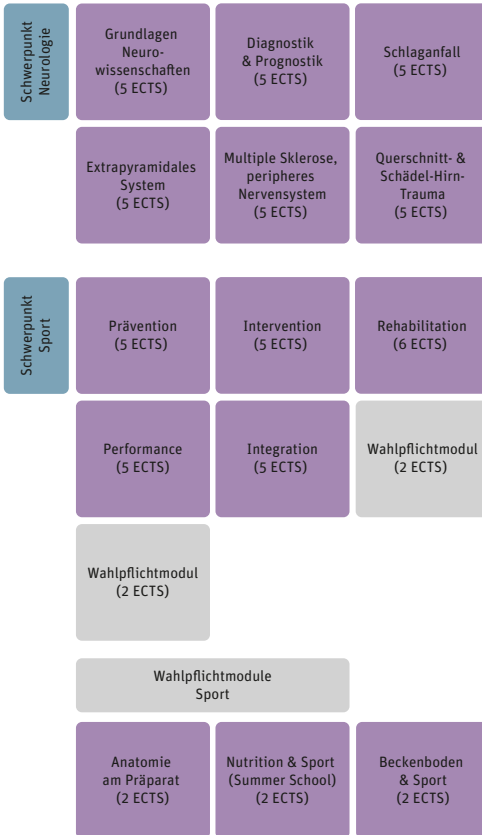 Schwerpunkt
Neurologie
Grundlagen
Neuro-
wissenschaften
(5 ECTS)
Diagnostik
& Prognostik
(5 ECTS)
Schlaganfall
(5 ECTS)
Extrapyramidales
System
(5 ECTS)
Multiple Sklerose,
peripheres
Nervensystem
(5 ECTS)
Querschnitt- &
Schädel-Hirn-
Trauma
(5 ECTS)
Schwerpunkt
Sport
Prävention
(5 ECTS)
Intervention
(5 ECTS)
Rehabilitation
(6 ECTS)
Performance
(5 ECTS)
Integration
(5 ECTS)
Wahlpflichtmodul
(2 ECTS)
Wahlpflichtmodul
(2 ECTS)
Wahlpflichtmodule
Sport
Anatomie
am Präparat
(2 ECTS)
Nutrition & Sport
(Summer School)
(2 ECTS)
Beckenboden
& Sport
(2 ECTS)